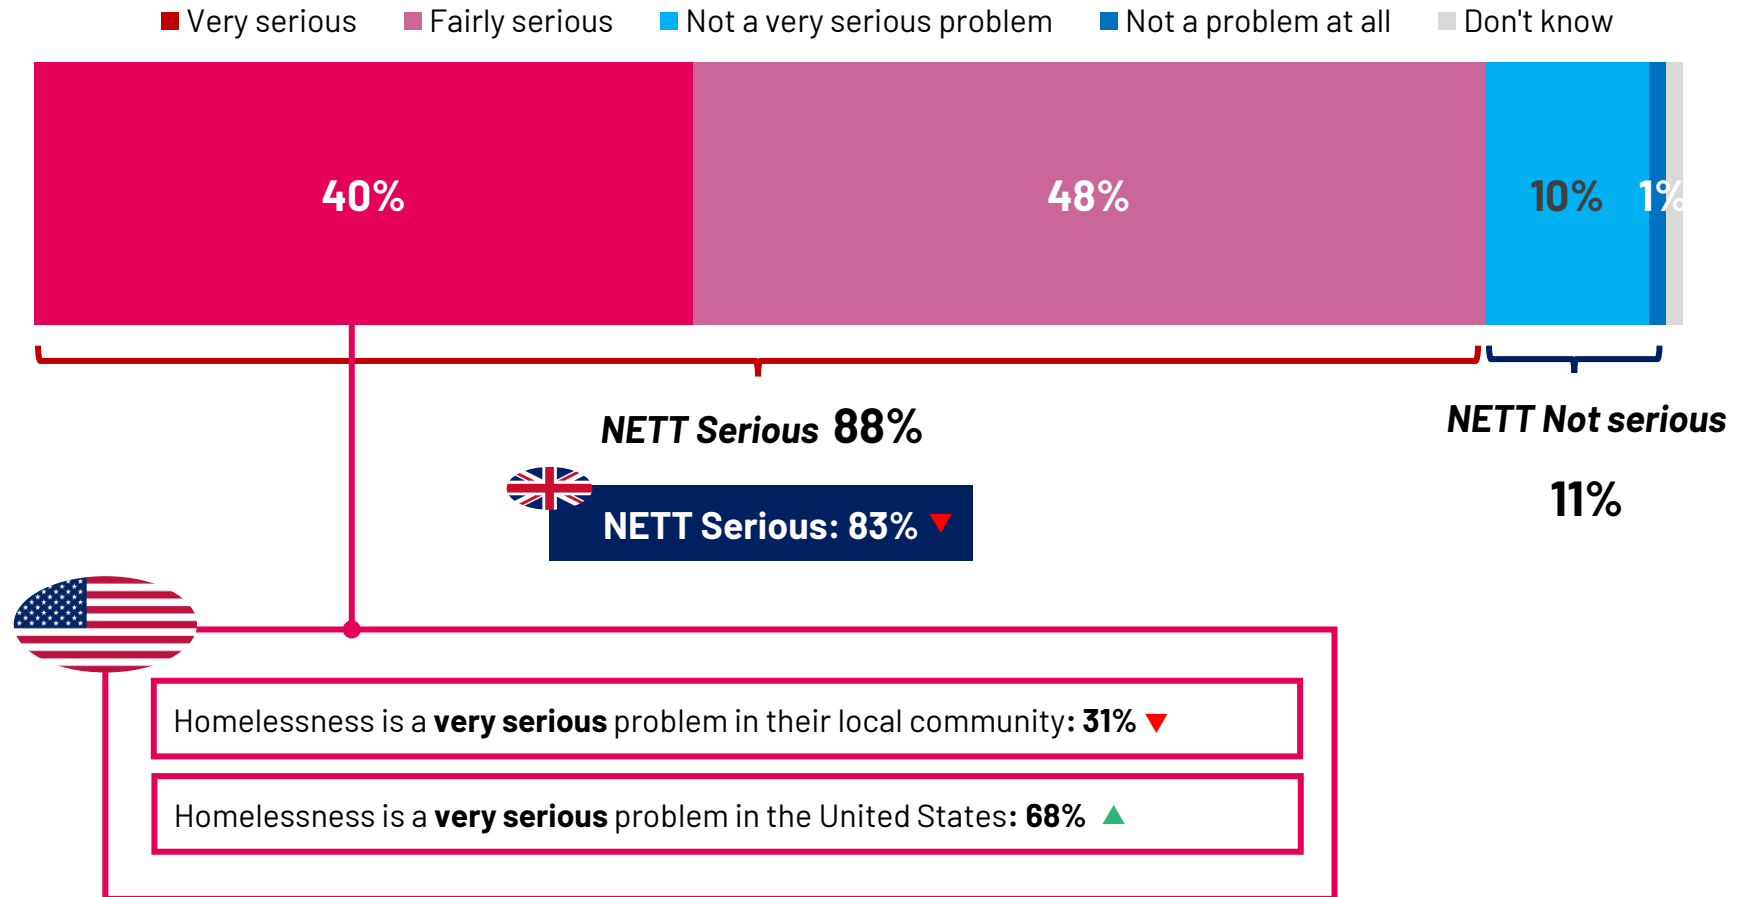 Very serious Fairly serious Not a very serious problem Not a problem at all Don't know
40% 48% 10% 1%
NETT Serious 88%
NETT Not serious
11%
NETT Serious: 83%
Homelessness is a very serious problem in their local community: 31%
Homelessness is a very serious problem in the United States: 68%